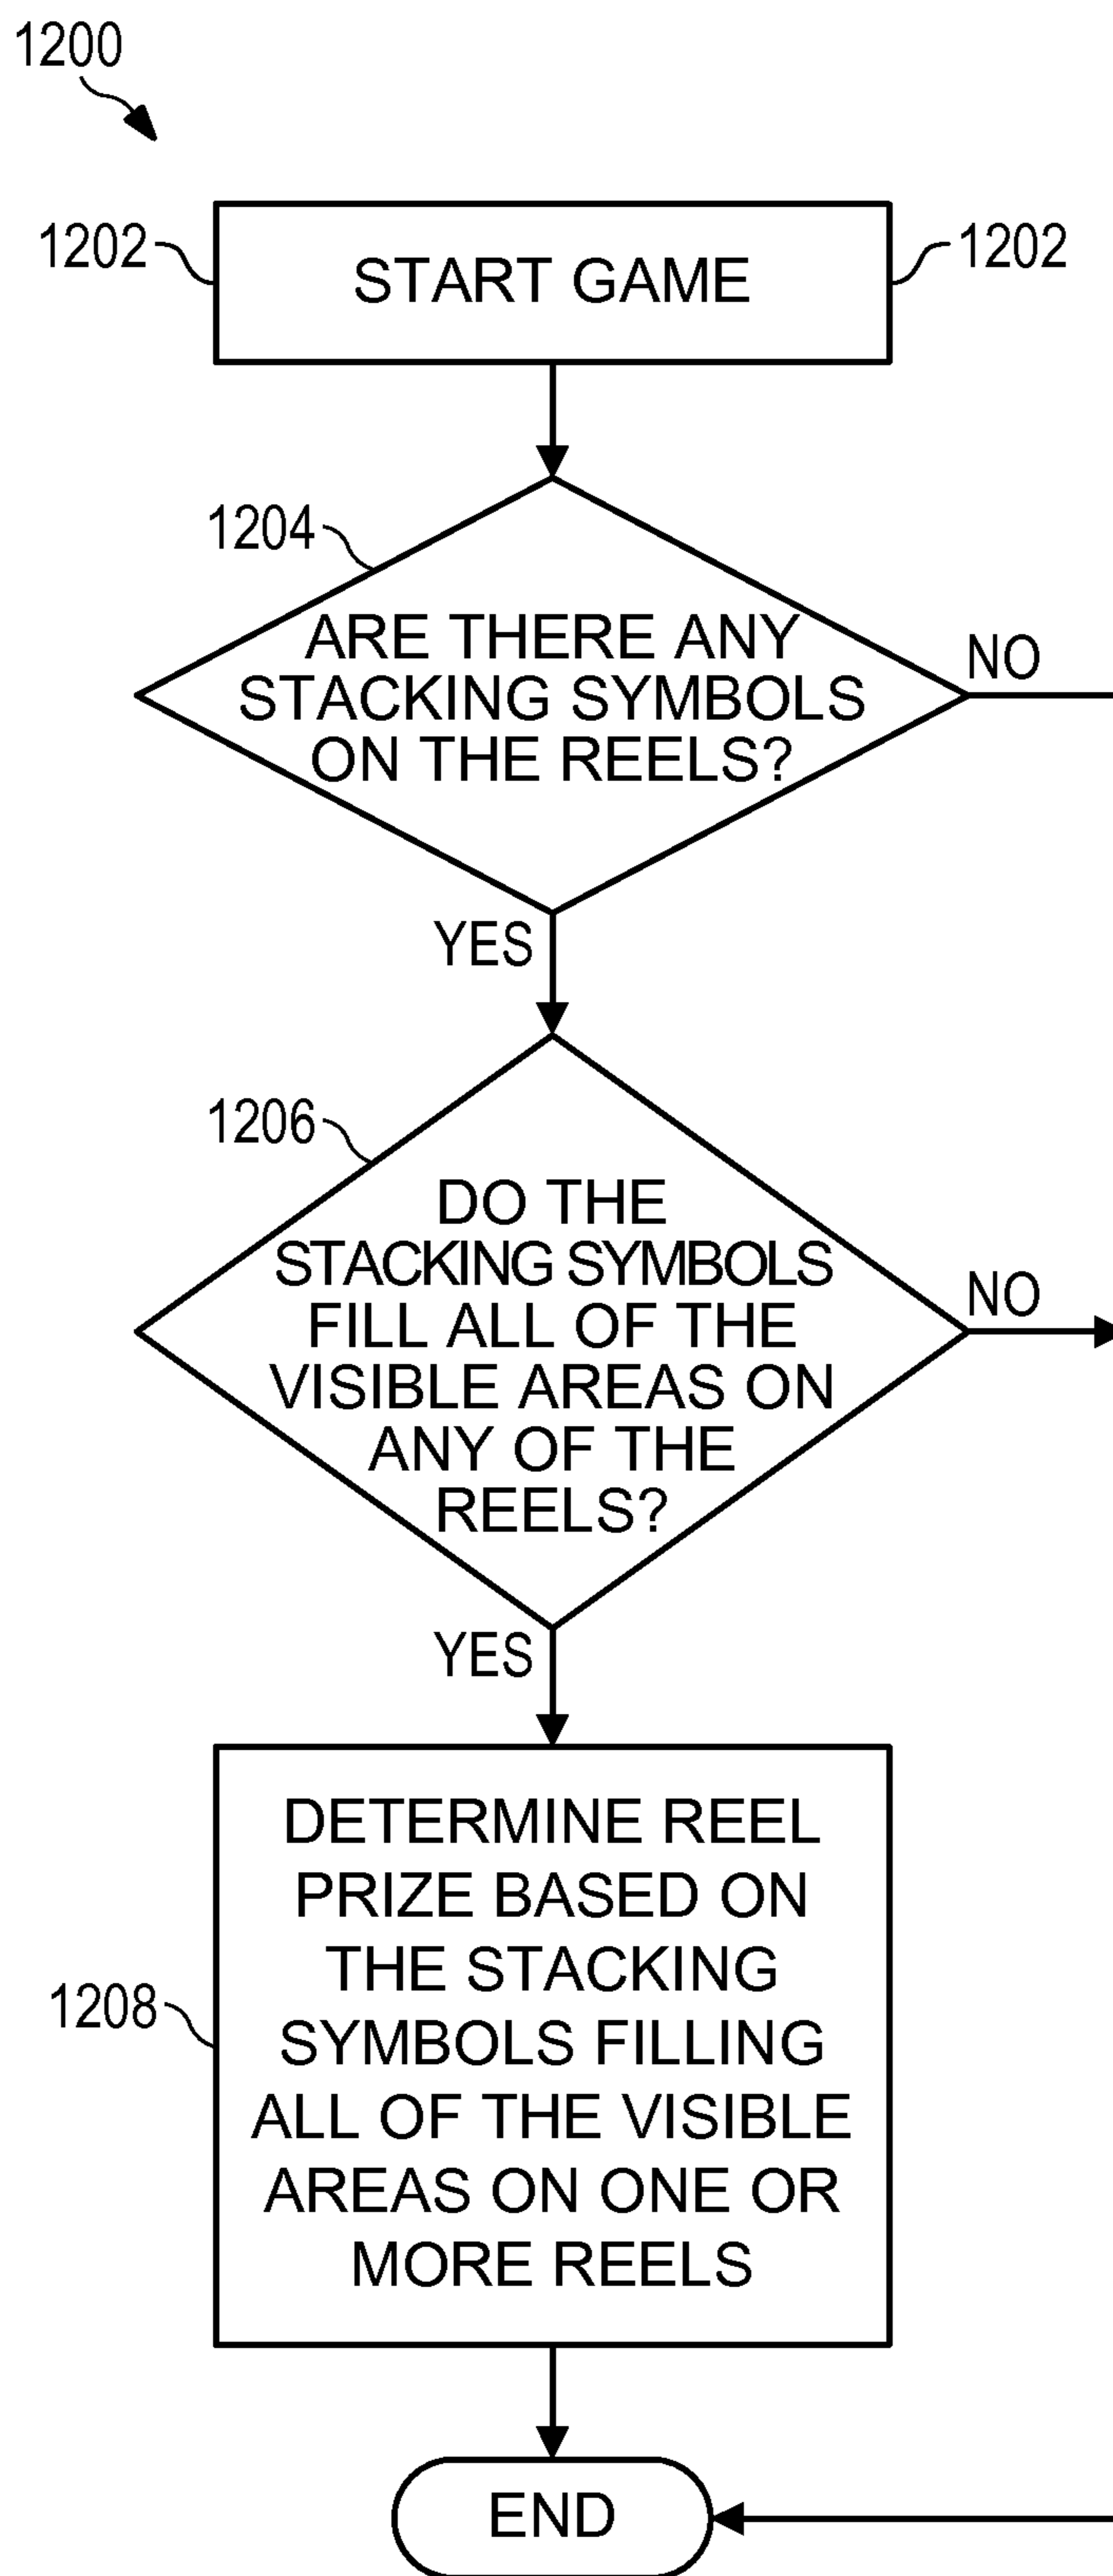 1200
1202
START GAME
1202
1204
ARE THERE ANY
STACKING SYMBOLS
ON THE REELS?
NO
YES
1206
DO THE
STACKING SYMBOLS
FILL ALL OF THE
VISIBLE AREAS ON
ANY OF THE
REELS?
NO
YES
DETERMINE REEL
PRIZE BASED ON
THE STACKING
1208
SYMBOLS FILLING
ALL OF THE VISIBLE
AREAS ON ONE OR
MORE REELS
END